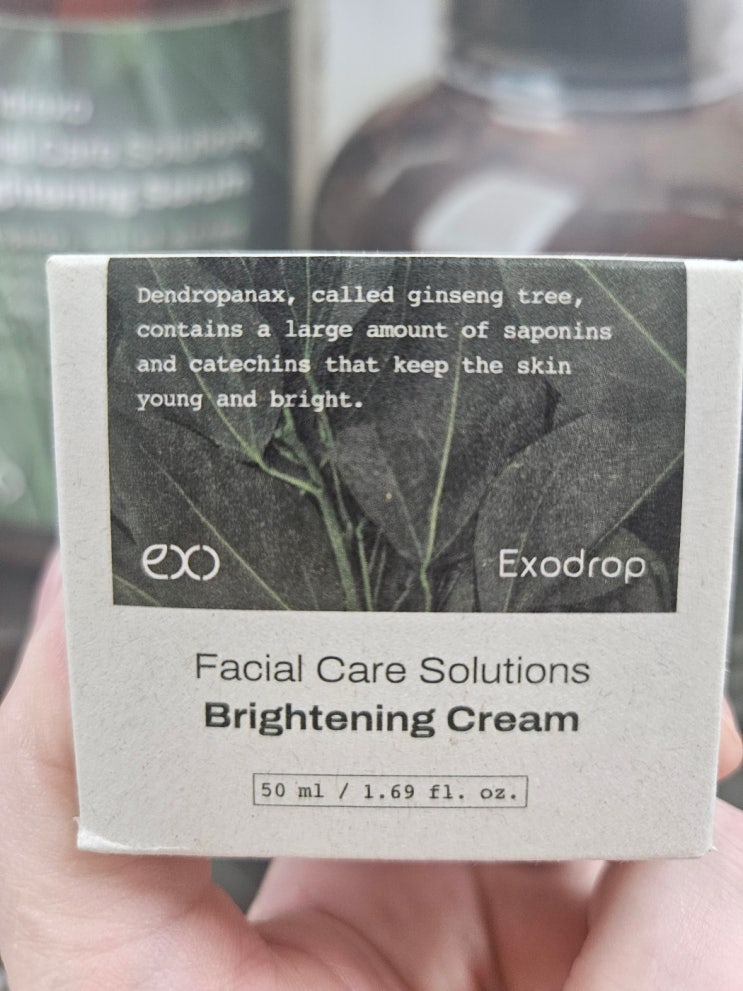 Dendropanax, called ginseng tree,
contains a large amount of saponins
and catechins that keep the skin
young and bright.
exo
Exodrop
Facial Care Solutions
Brightening Cream
50 ml / 1.69 fl. oz.